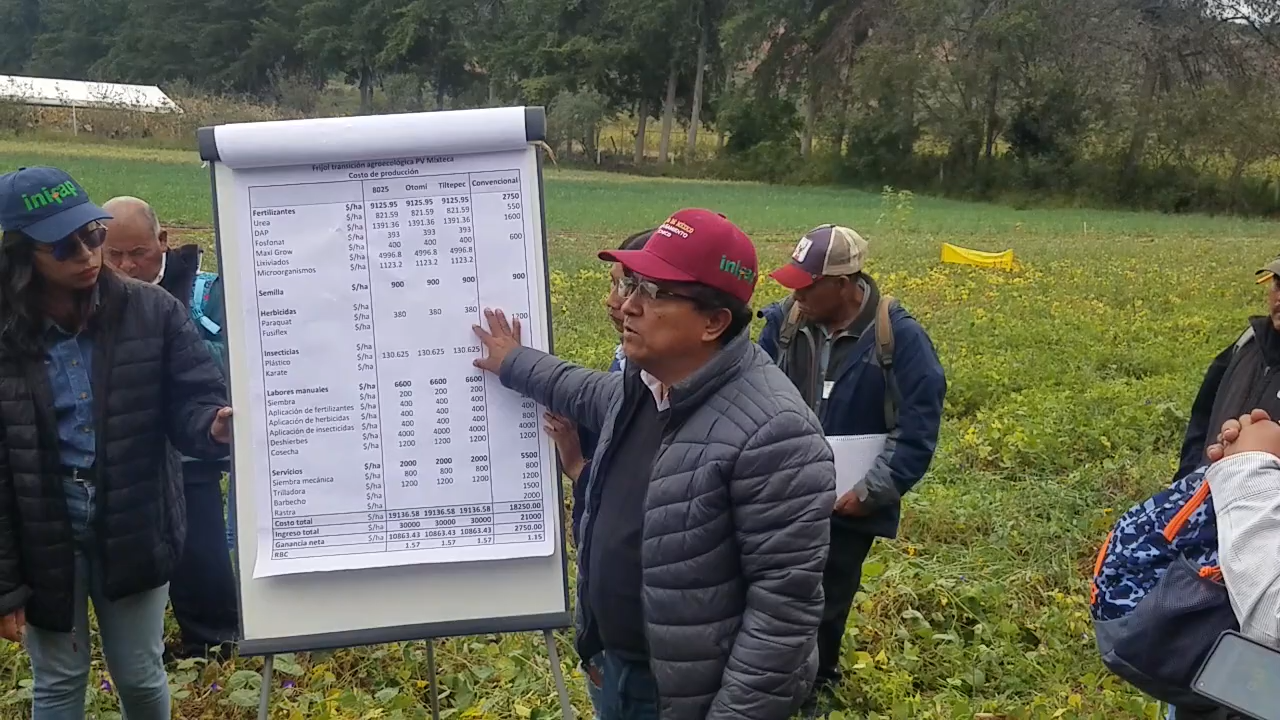 Frijol transición agroecológica PV Mixteca
Costo de producción
8025 Otomí Tiltepec Convencional
Fertilizantes $/ha 9125.95 9125.95 9125.95 2750
Urea $/ha 821.59 821.59 821.59 550
DAP $/ha 1391.36 1391.36 1391.36 1600
Fosfonat $/ha 393 393 393
Maxi Grow $/ha 400 400 400 600
Lixiviados $/ha 4996.8 4996.8 4996.8
Microorganismos $/ha 1123.2 1123.2 1123.2
Semilla $/ha 900 900 900 900
Herbicidas $/ha
Paraquat $/ha 380 380 380 1200
Fusiflex $/ha
Insecticias $/ha
Plástico $/ha 130.625 130.625 130.625
Karate $/ha
Labores manuales $/ha 6600 6600 6600
Siembra $/ha 200 200 200
Aplicación de fertilizantes $/ha 400 400 400 400
Aplicación de herbicidas $/ha 400 400 400 400
Aplicación de insecticidas $/ha 400 400 400 800
Deshierbes $/ha 4000 4000 4000 4000
Cosecha $/ha 1200 1200 1200 1200
Servicios $/ha 2000 2000 2000 5500
Siembra mecánica $/ha 800 800 800 800
Trilladora $/ha 1200 1200 1200 1200
Barbecho $/ha 1500
Rastra $/ha 2000
Costo total $/ha 19136.58 19136.58 19136.58 18250.00
Ingreso total $/ha 30000 30000 30000 21000
Ganancia neta $/ha 10863.43 10863.43 10863.43 2750.00
RBC 1.57 1.57 1.57 1.15
inifap
DE MÉXICO
inifap